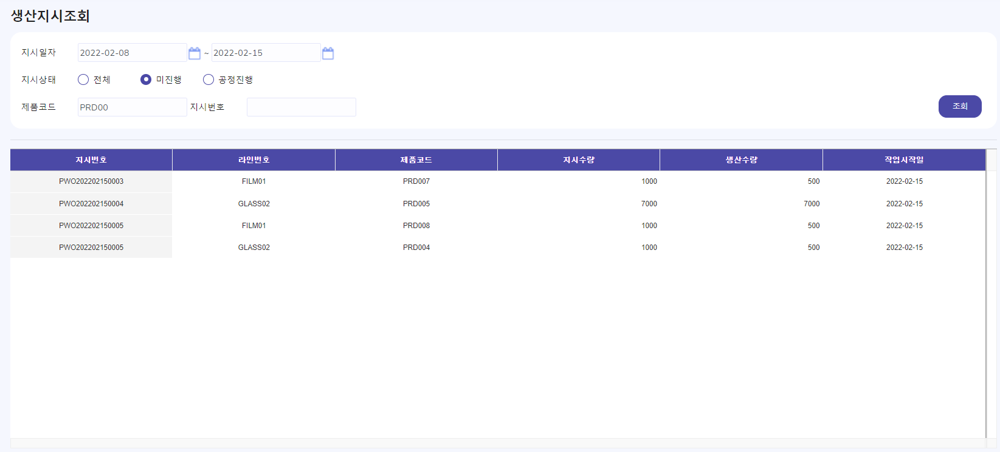 생산지시조회
지시일자 2022-02-08 ~ 2022-02-15
지시상태 전체 미진행 공정진행
제품코드 PRD00 지시번호 조회
지시번호 라인번호 제품코드 지시수량 생산수량 작업시작일
PWO202202150003 FILM01 PRD007 1000 500 2022-02-15
PWO202202150004 GLASS02 PRD005 7000 7000 2022-02-15
PWO202202150005 FILM01 PRD008 1000 500 2022-02-15
PWO202202150005 GLASS02 PRD004 1000 500 2022-02-15